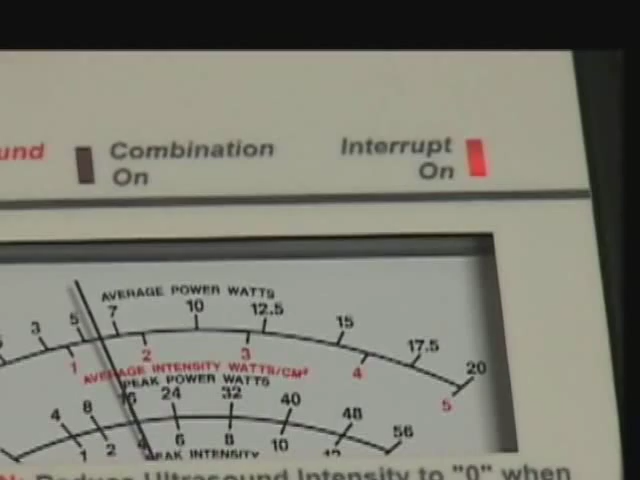 und Combination On Interrupt On
AVERAGE POWER WATTS
3 5 7 10 12.5 15 17.5 20
1 2 3 4 5
AVERAGE INTENSITY WATTS/CM²
PEAK POWER WATTS
4 8 16 24 32 40 48 56
1 2 4 6 8 10 12
PEAK INTENSITY
Reduce Ultrasound Intensity to "0" when